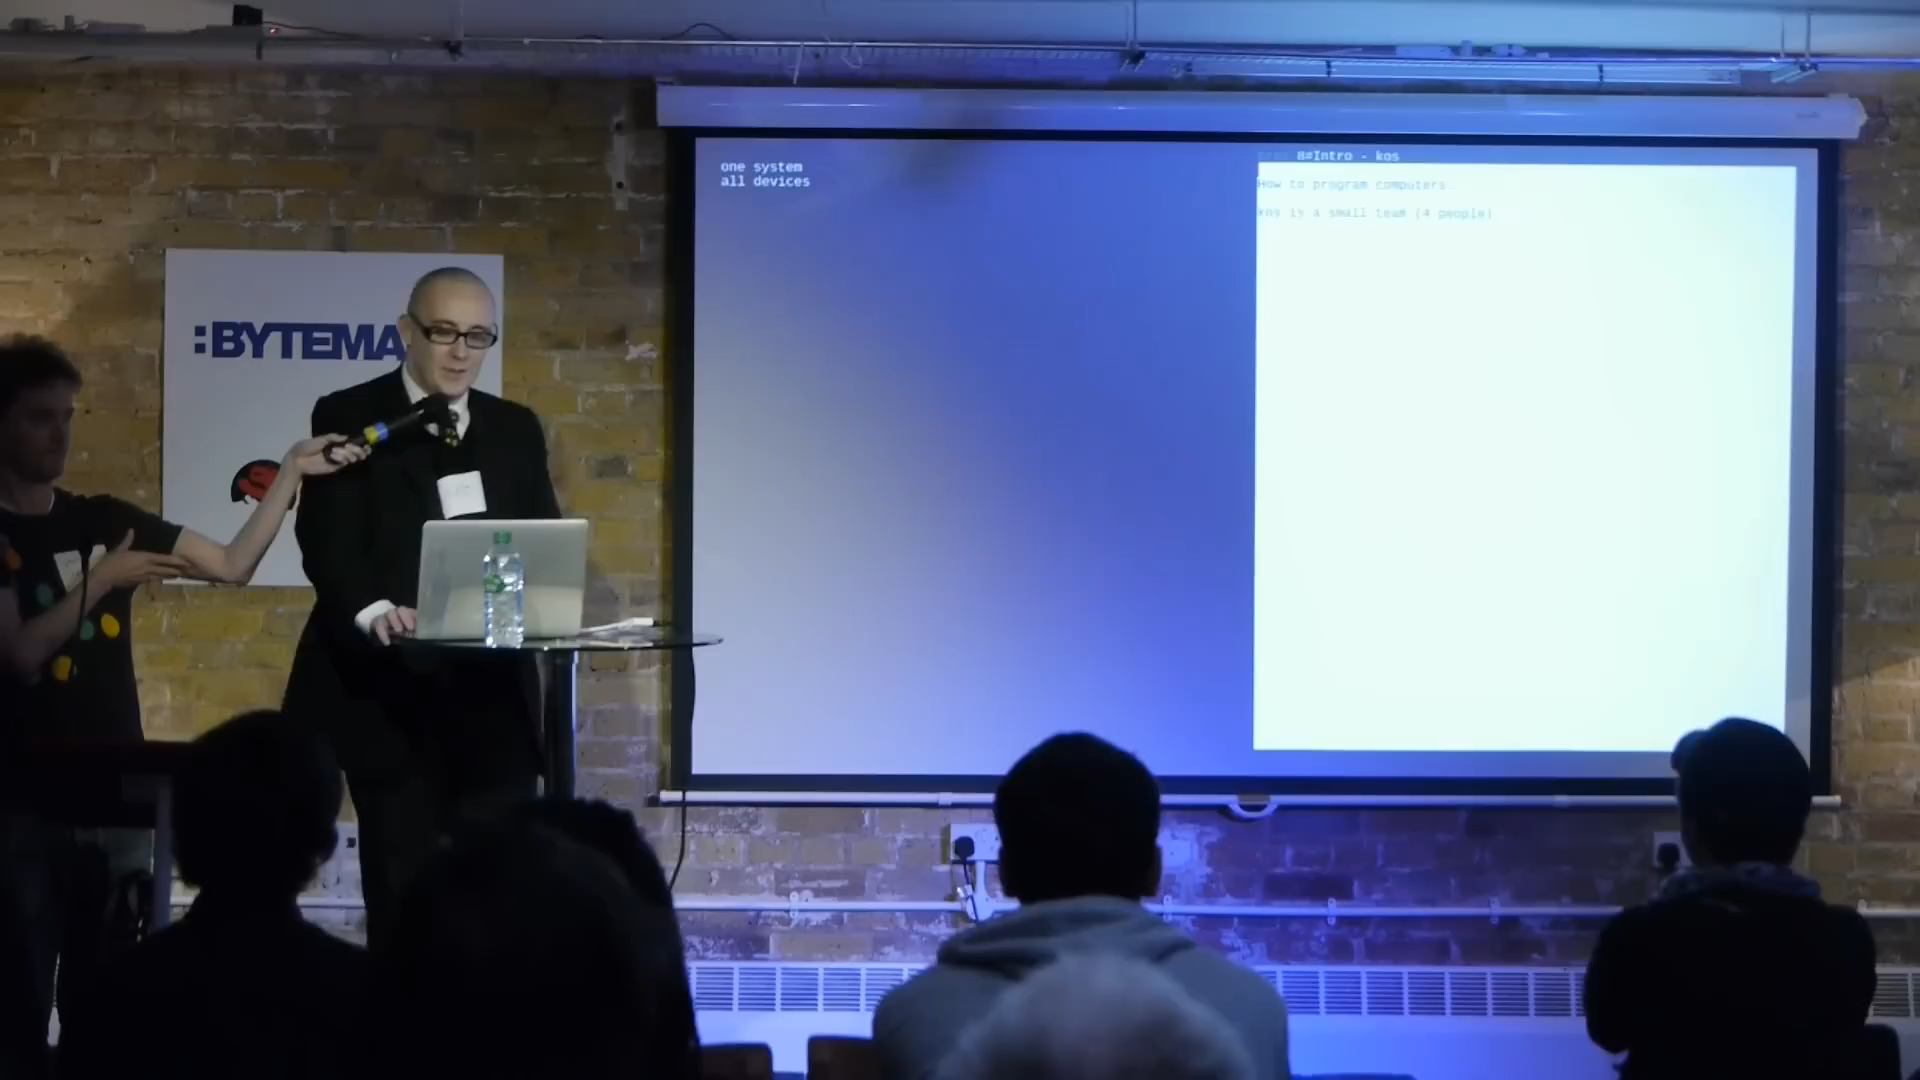 one system
all devices
8=Intro - kos
How to program computers
kos is a small team (4 people)
:BYTEMA